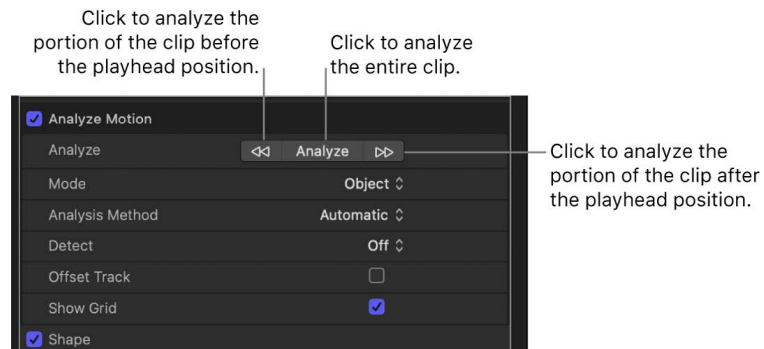 Click to analyze the
portion of the clip before
the playhead position.
Click to analyze
the entire clip.
Analyze Motion
Analyze
Analyze
Click to analyze the
portion of the clip after
the playhead position.
Mode
Object
Analysis Method
Automatic
Detect
Off
Offset Track
Show Grid
Shape